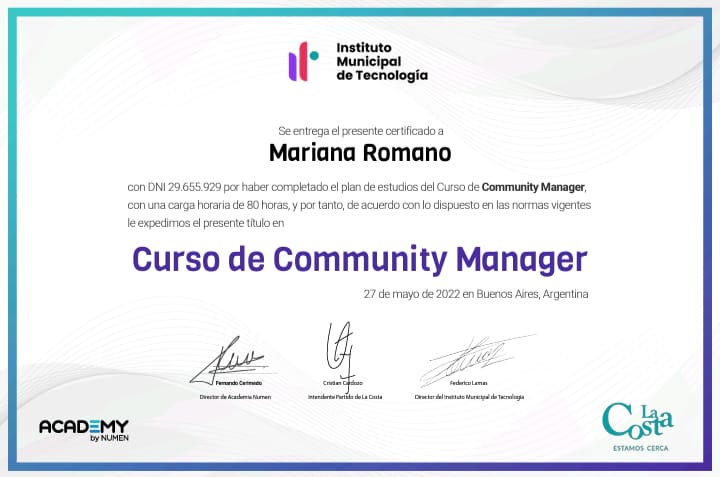 Instituto
Municipal
de Tecnología
Se entrega el presente certificado a
Mariana Romano
con DNI 29.655.929 por haber completado el plan de estudios del Curso de Community Manager,
con una carga horaria de 80 horas, y por tanto, de acuerdo con lo dispuesto en las normas vigentes
le expedimos el presente título en
Curso de Community Manager
27 de mayo de 2022 en Buenos Aires, Argentina
Fernando Cerimedo
Director de Academia Numen
Cristian Cardozo
Intendente Partido de La Costa
Federico Lamas
Director del Instituto Municipal de Tecnología
ACADEMY
by NUMEN
La Costa
ESTAMOS CERCA